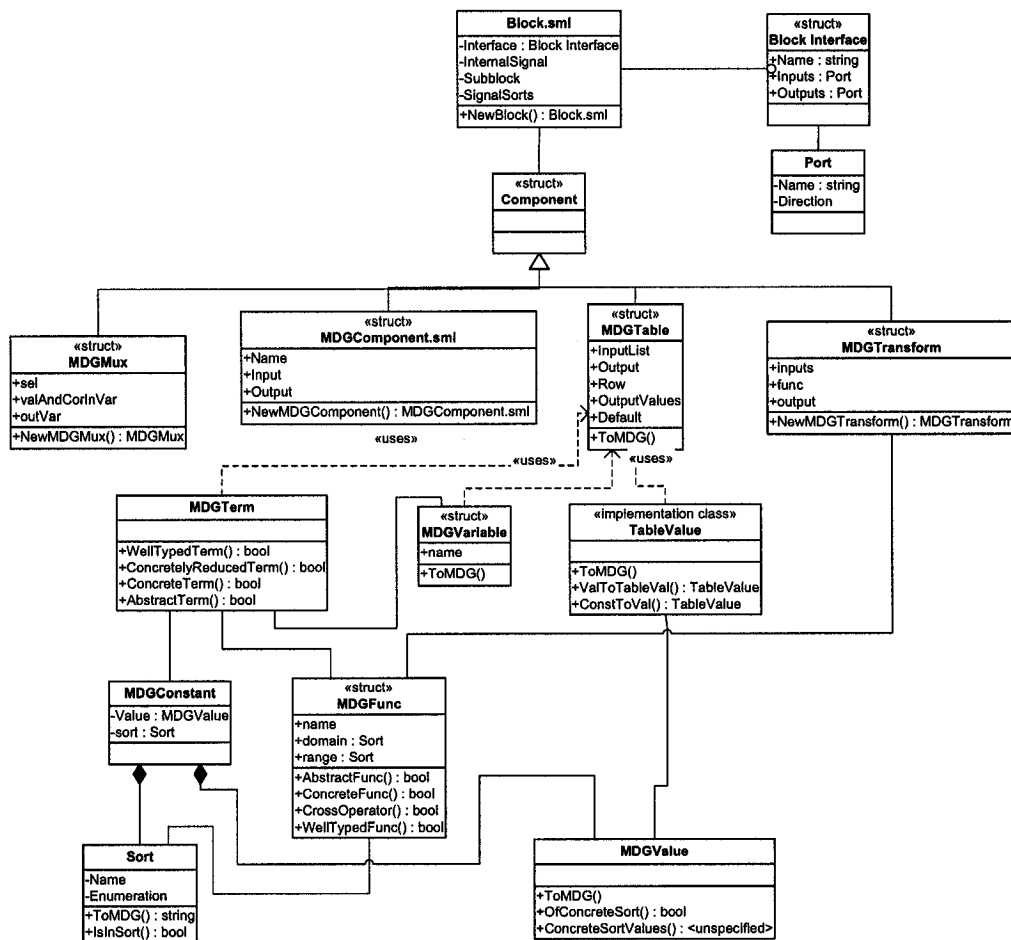 Block.sml
-Interface : Block Interface
-InternalSignal
-Subblock
-SignalSorts
+NewBlock() : Block.sml
«struct»
Block Interface
+Name : string
+Inputs : Port
+Outputs : Port
Port
-Name : string
-Direction
«struct»
Component
«struct»
MDGMux
+sel
+valAndCorInVar
+outVar
+NewMDGMux() : MDGMux
«struct»
MDGComponent.sml
+Name
+Input
+Output
+NewMDGComponent() : MDGComponent.sml
«struct»
MDGTable
+InputList
+Output
+Row
+OutputValues
+Default
+ToMDG()
«struct»
MDGTransform
+inputs
+func
+output
+NewMDGTransform() : MDGTransform
«uses»
«uses»
«uses»
MDGTerm
+WellTypedTerm() : bool
+ConcretelyReducedTerm() : bool
+ConcreteTerm() : bool
+AbstractTerm() : bool
«struct»
MDGVariable
+name
+ToMDG()
«implementation class»
TableValue
+ToMDG()
+ValToTableVal() : TableValue
+ConstToVal() : TableValue
MDGConstant
-Value : MDGValue
-sort : Sort
«struct»
MDGFunc
+name
+domain : Sort
+range : Sort
+AbstractFunc() : bool
+ConcreteFunc() : bool
+CrossOperator() : bool
+WellTypedFunc() : bool
Sort
-Name
-Enumeration
+ToMDG() : string
+IsInSort() : bool
MDGValue
+ToMDG()
+OfConcreteSort() : bool
+ConcreteSortValues() : <unspecified>